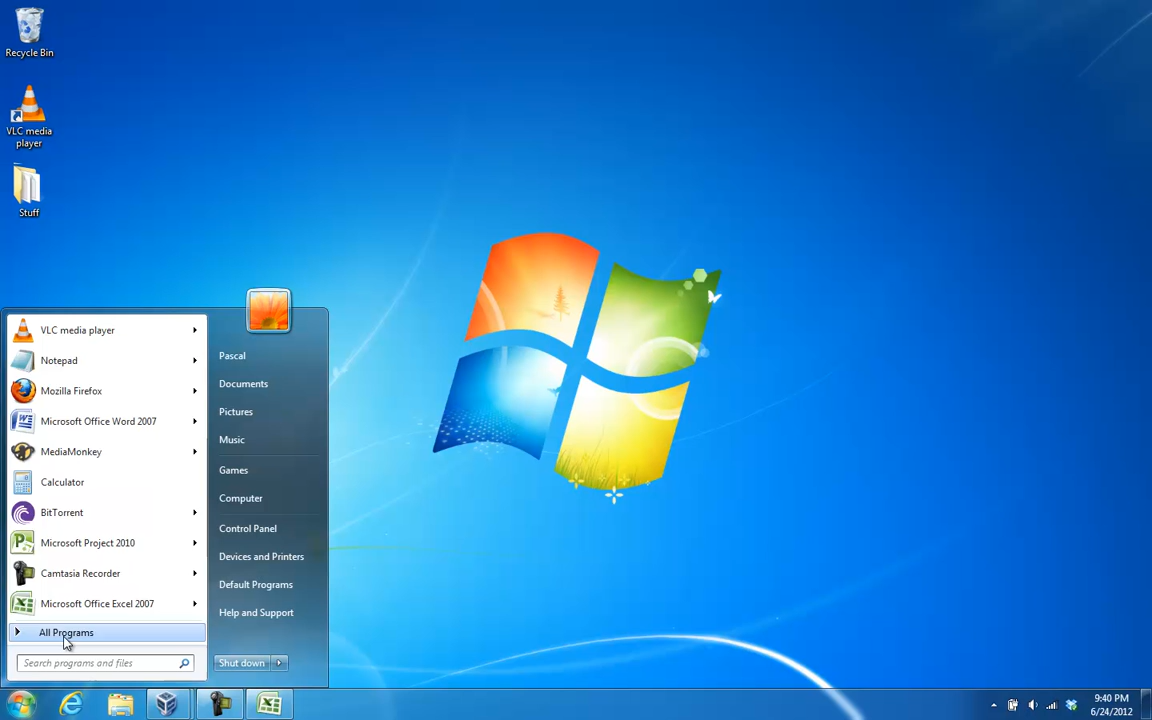 Recycle Bin
VLC media
player
Stuff
VLC media player
Notepad
Mozilla Firefox
Microsoft Office Word 2007
MediaMonkey
Calculator
BitTorrent
Microsoft Project 2010
Camtasia Recorder
Microsoft Office Excel 2007
All Programs
Search programs and files
Pascal
Documents
Pictures
Music
Games
Computer
Control Panel
Devices and Printers
Default Programs
Help and Support
Shut down
9:40 PM
6/24/2012